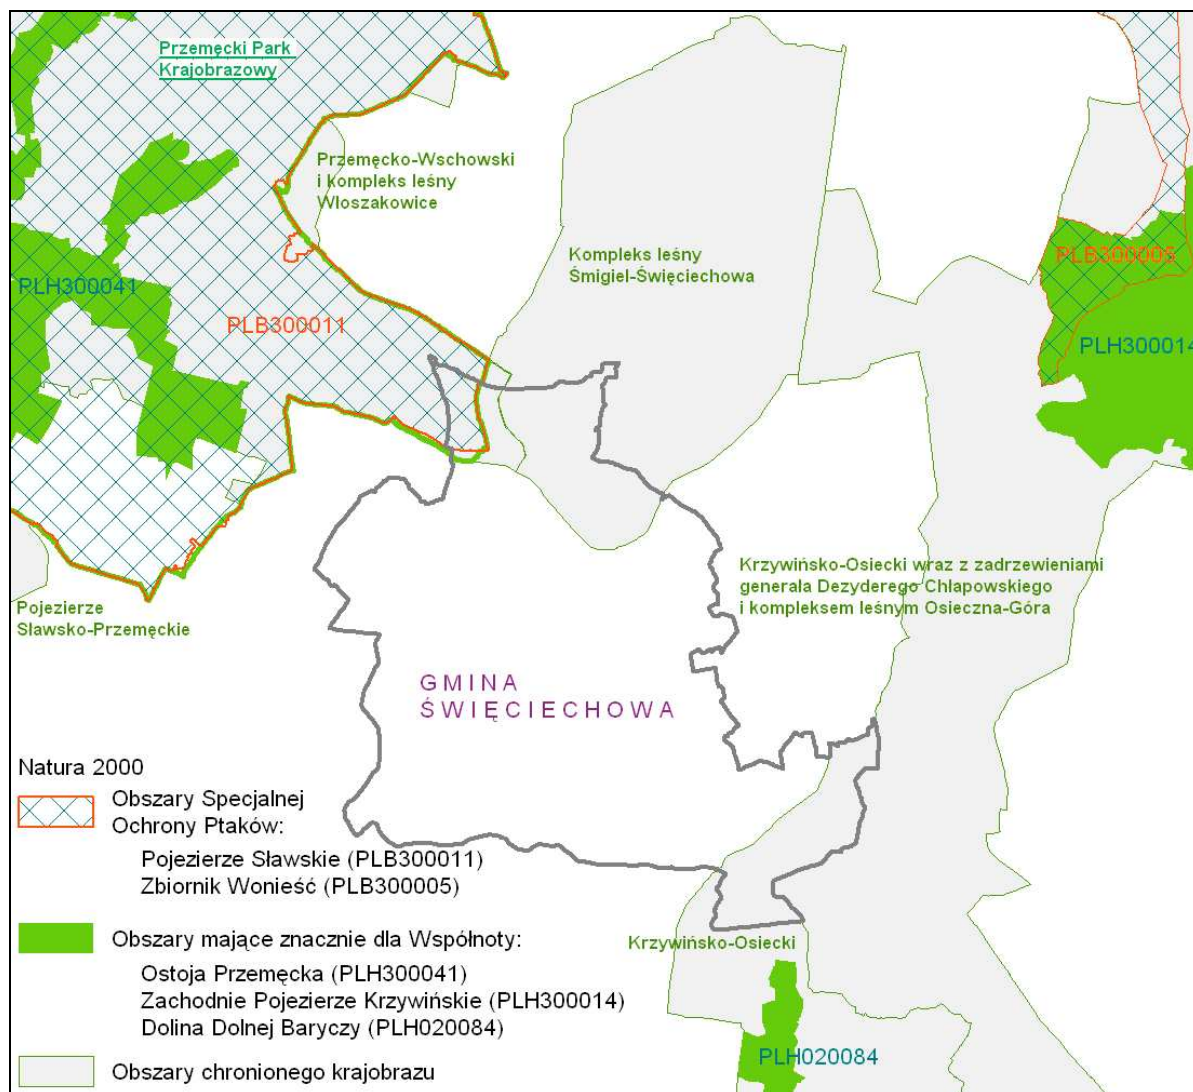 Przemęcki Park
Krajobrazowy
Przemęcko-Wschowski
i kompleks leśny
Włoszakowice
Kompleks leśny
Śmigiel-Święciechowa
PLB300005
PLH300041
PLB300011
PLH300014
Krzywińsko-Osiecki wraz z zadrzewieniami
generała Dezyderego Chłapowskiego
i kompleksem leśnym Osieczna-Góra
Pojezierze
Sławsko-Przemęckie
GMINA
ŚWIĘCIECHOWA
Natura 2000
Obszary Specjalnej
Ochrony Ptaków:
Pojezierze Sławskie (PLB300011)
Zbiornik Wonieść (PLB300005)
Obszary mające znacznie dla Wspólnoty:
Krzywińsko-Osiecki
Ostoja Przemęcka (PLH300041)
Zachodnie Pojezierze Krzywińskie (PLH300014)
Dolina Dolnej Baryczy (PLH020084)
PLH020084
Obszary chronionego krajobrazu